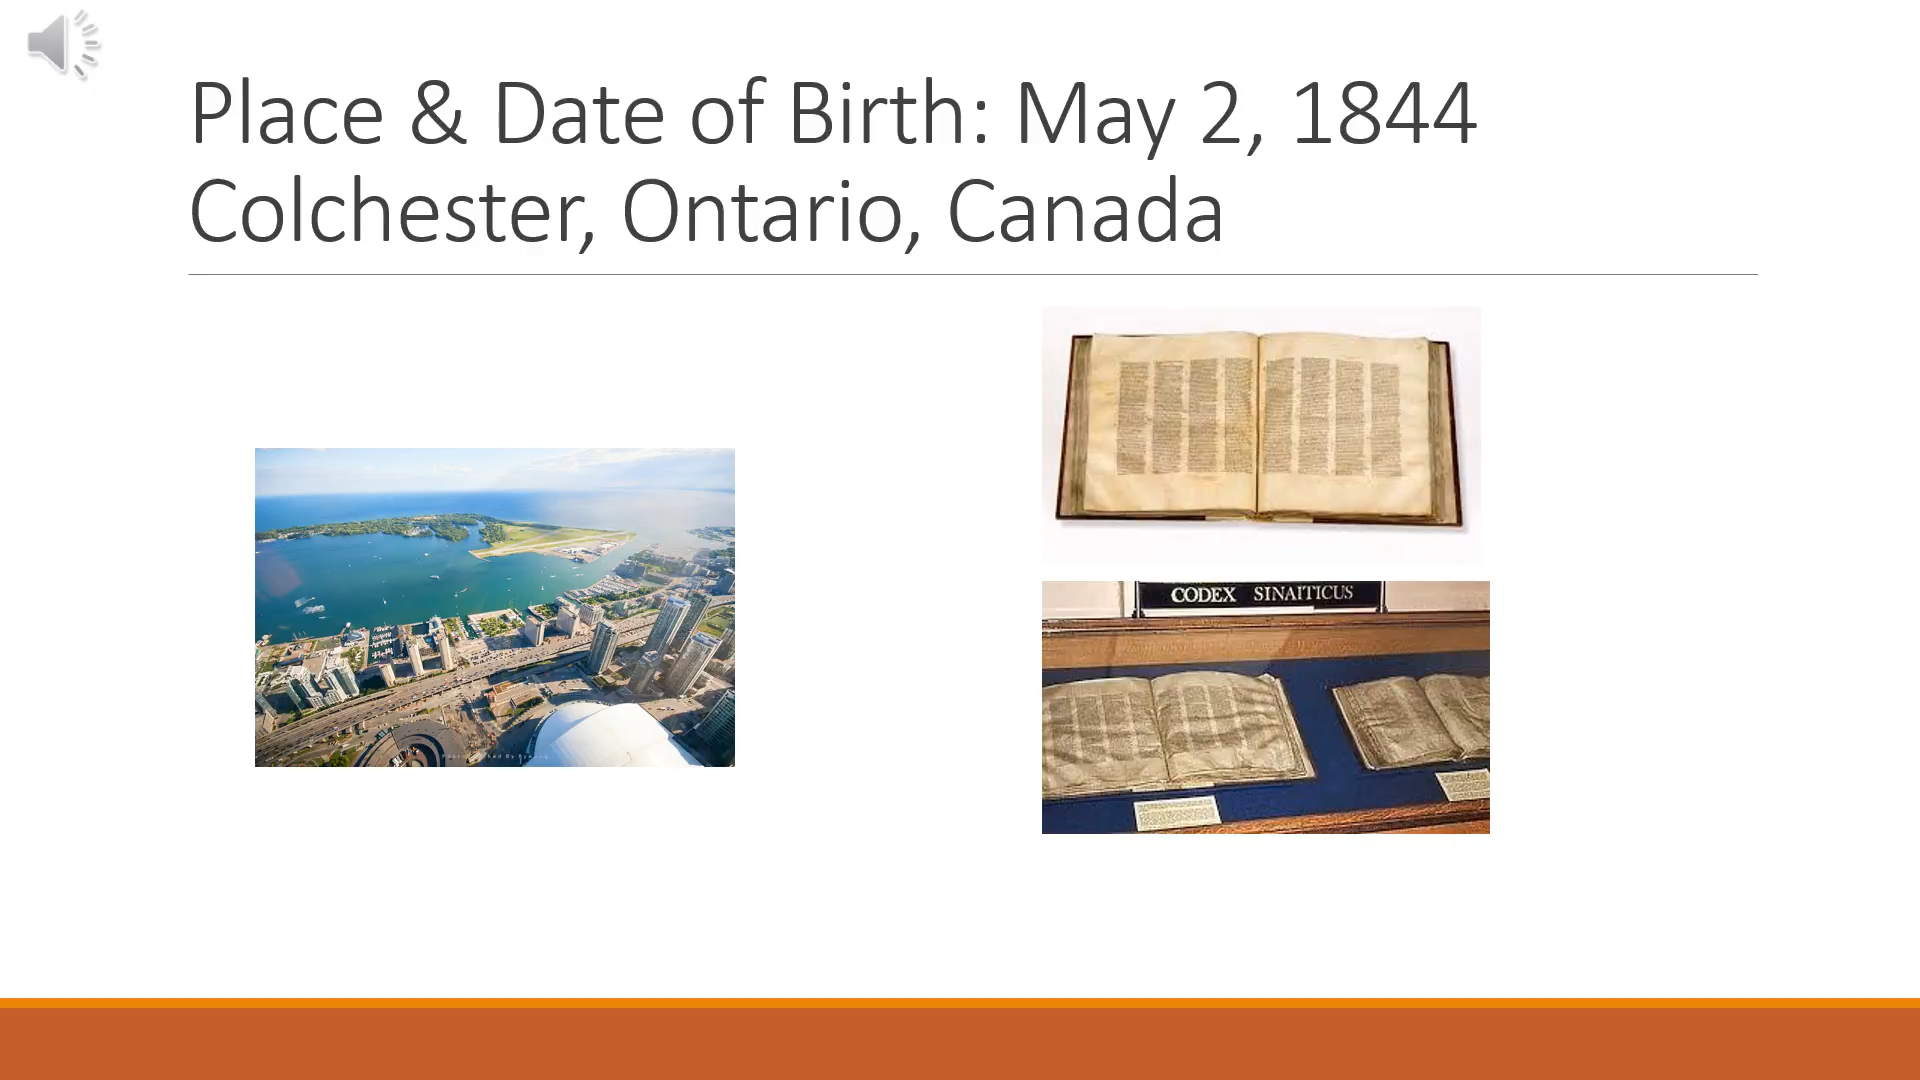 Place & Date of Birth: May 2, 1844
Colchester, Ontario, Canada
CODEX SINAITICUS